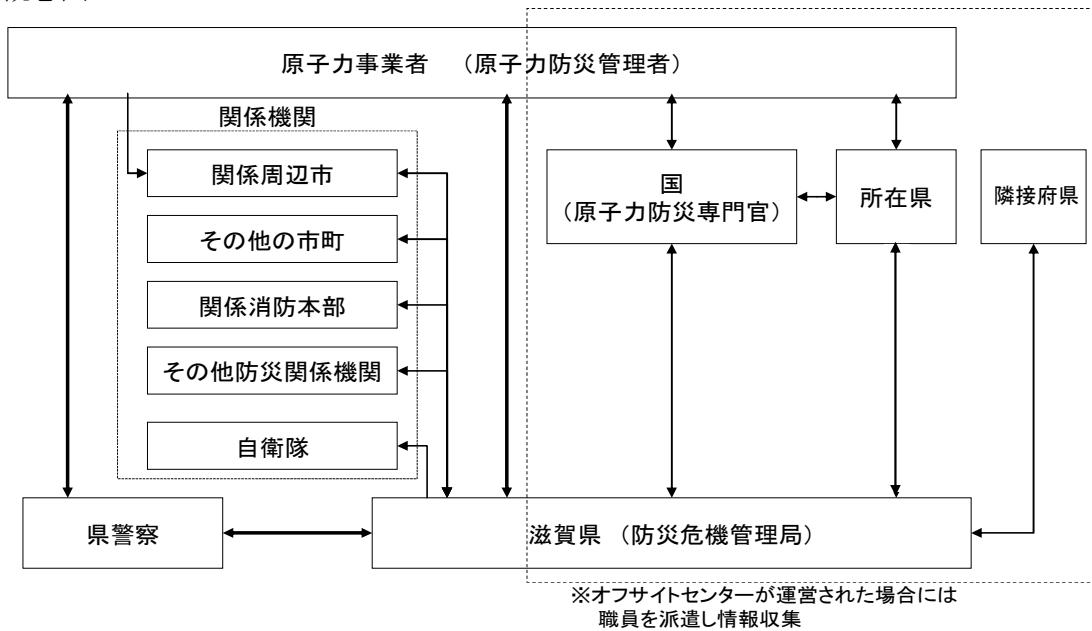 原子力事業者 (原子力防災管理者)
関係機関
関係周辺市
その他の市町
関係消防本部
その他防災関係機関
自衛隊
国
(原子力防災専門官)
所在県
隣接府県
県警察
滋賀県 (防災危機管理局)
※オフサイトセンターが運営された場合には
職員を派遣し情報収集